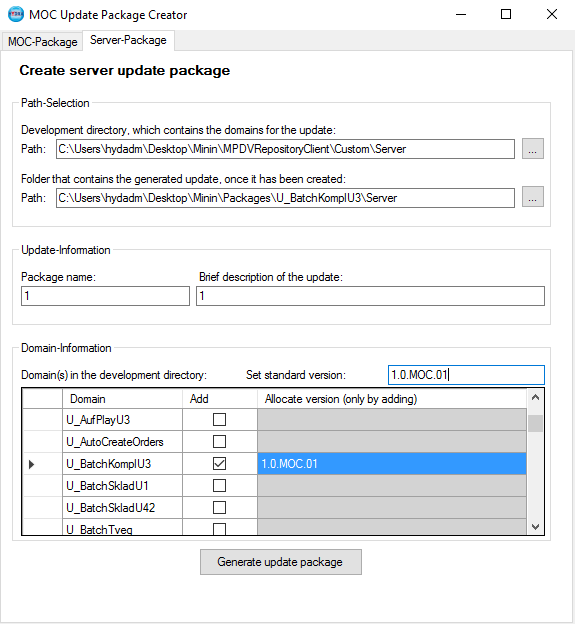 MOC Update Package Creator
MOC-Package Server-Package
Create server update package
Path-Selection
Development directory, which contains the domains for the update:
Path: C:\Users\hydadm\Desktop\Minin\MPDVRepositoryClient\Custom\Server ...
Folder that contains the generated update, once it has been created:
Path: C:\Users\hydadm\Desktop\Minin\Packages\U_BatchKomplU3\Server ...
Update-Information
Package name: Brief description of the update:
1 1
Domain-Information
Domain(s) in the development directory: Set standard version: 1.0.MOC.01
Domain Add Allocate version (only by adding)
U_AufPlayU3
U_AutoCreateOrders
U_BatchKomplU3 1.0.MOC.01
U_BatchSkladU1
U_BatchSkladU42
U_BatchTveg
Generate update package